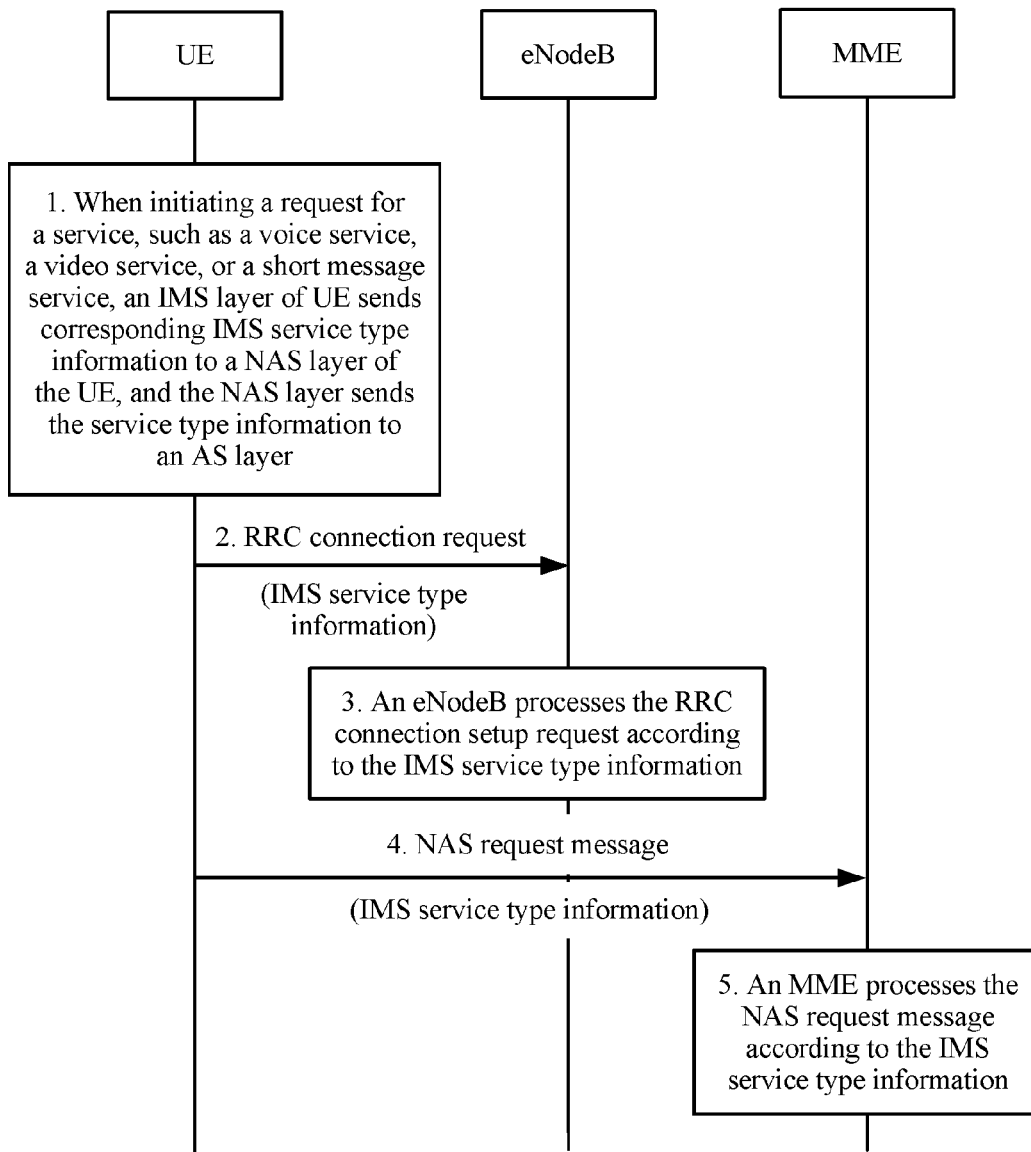 UE
eNodeB
MME
1. When initiating a request for
a service, such as a voice service,
a video service, or a short message
service, an IMS layer of UE sends
corresponding IMS service type
information to a NAS layer of
the UE, and the NAS layer sends
the service type information to
an AS layer
2. RRC connection request
(IMS service type
information)
3. An eNodeB processes the RRC
connection setup request according
to the IMS service type information
4. NAS request message
(IMS service type information)
5. An MME processes the
NAS request message
according to the IMS
service type information